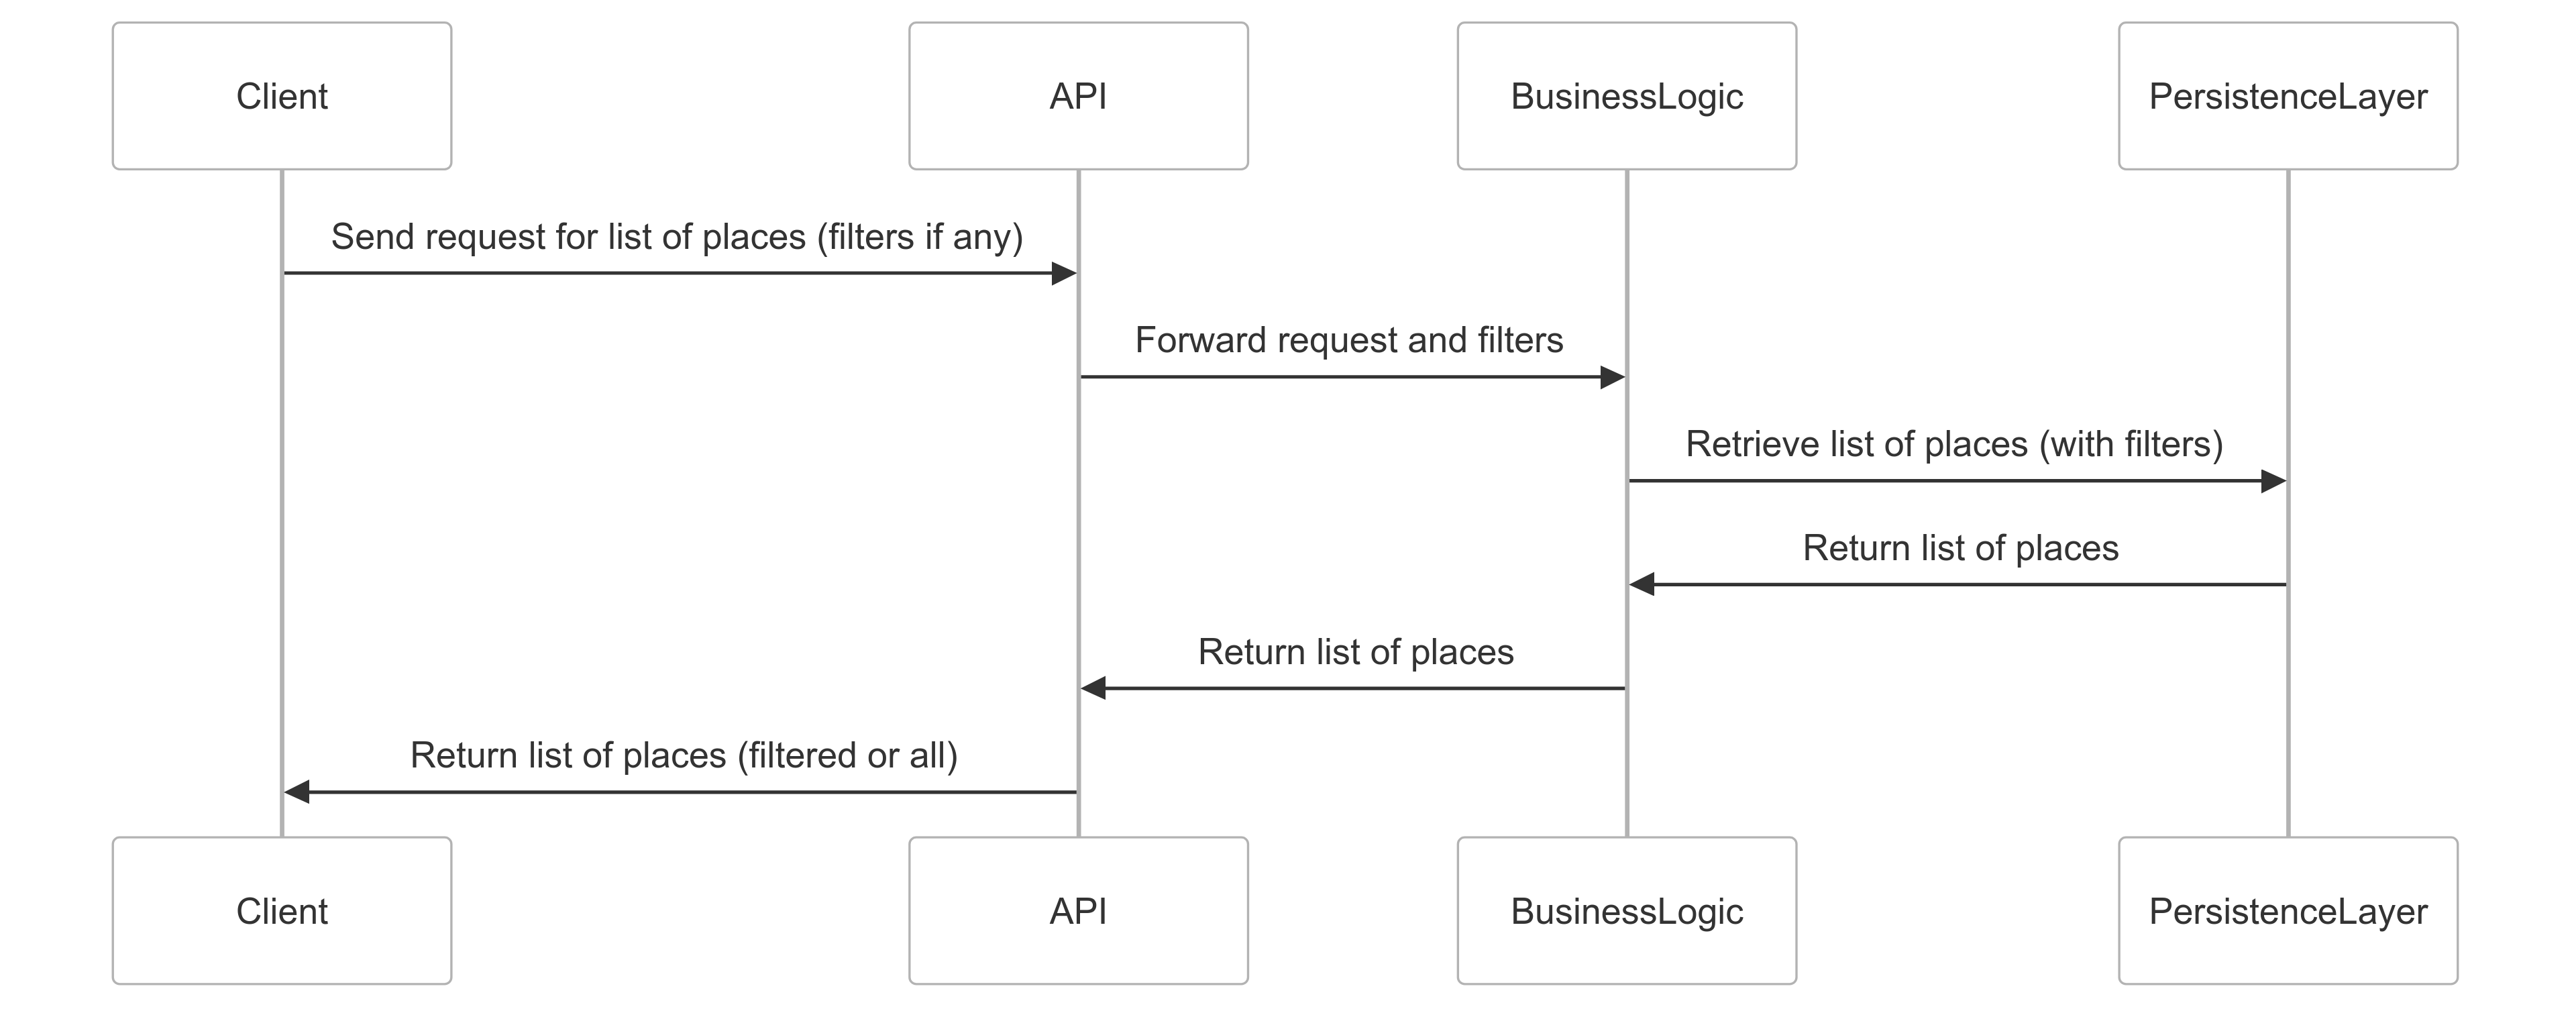 Client
API
BusinessLogic
PersistenceLayer
Send request for list of places (filters if any)
Forward request and filters
Retrieve list of places (with filters)
Return list of places
Return list of places
Return list of places (filtered or all)
Client
API
BusinessLogic
PersistenceLayer